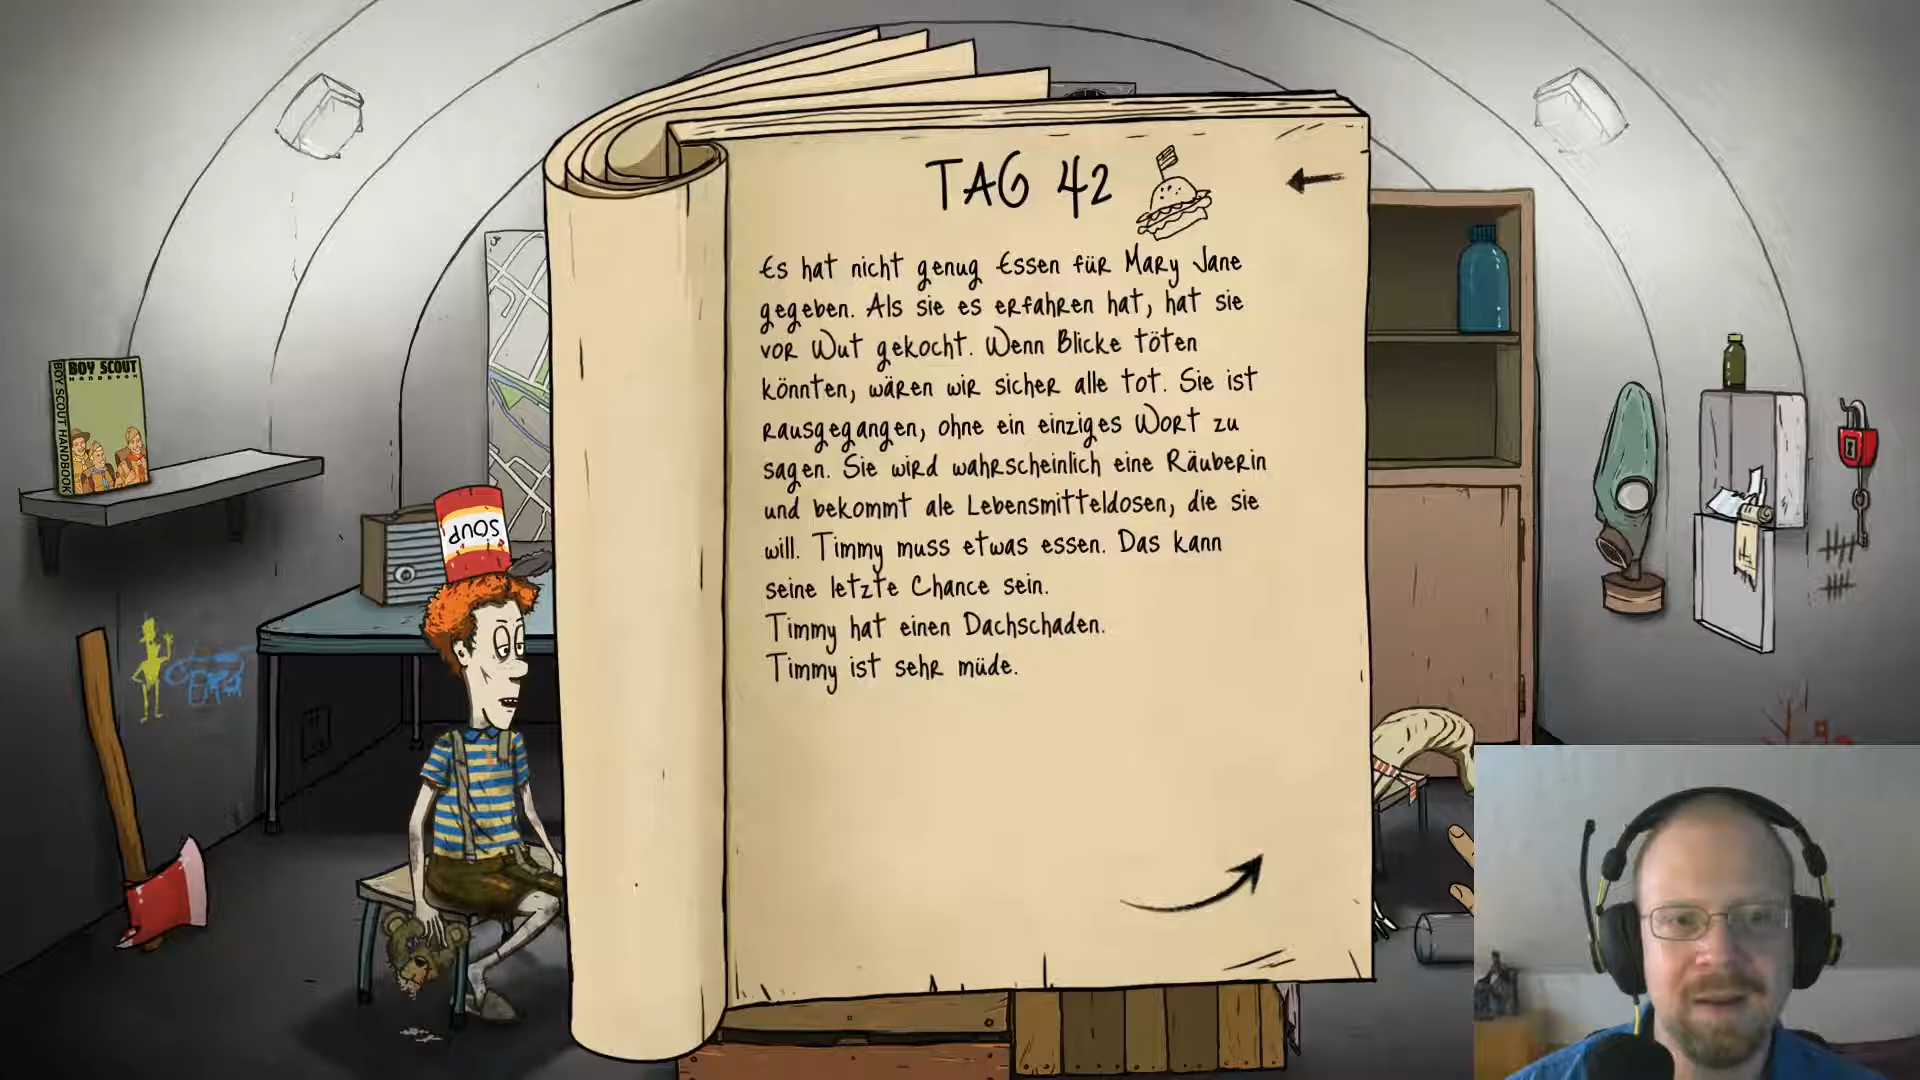 TAG 42
Es hat nicht genug Essen für Mary Jane
gegeben. Als sie es erfahren hat, hat sie
vor Wut gekocht. Wenn Blicke töten
könnten, wären wir sicher alle tot. Sie ist
rausgegangen, ohne ein einziges Wort zu
sagen. Sie wird wahrscheinlich eine Räuberin
und bekommt ale Lebensmitteldosen, die sie
will. Timmy muss etwas essen. Das kann
seine letzte Chance sein.
Timmy hat einen Dachschaden.
Timmy ist sehr müde.
BOY SCOUT
HANDBOOK
BOY SCOUT HANDBOOK
SOUP